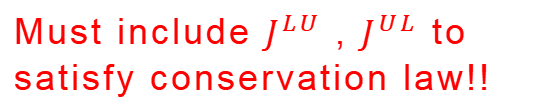 Must include J^{LU} , J^{UL} to
satisfy conservation law!!